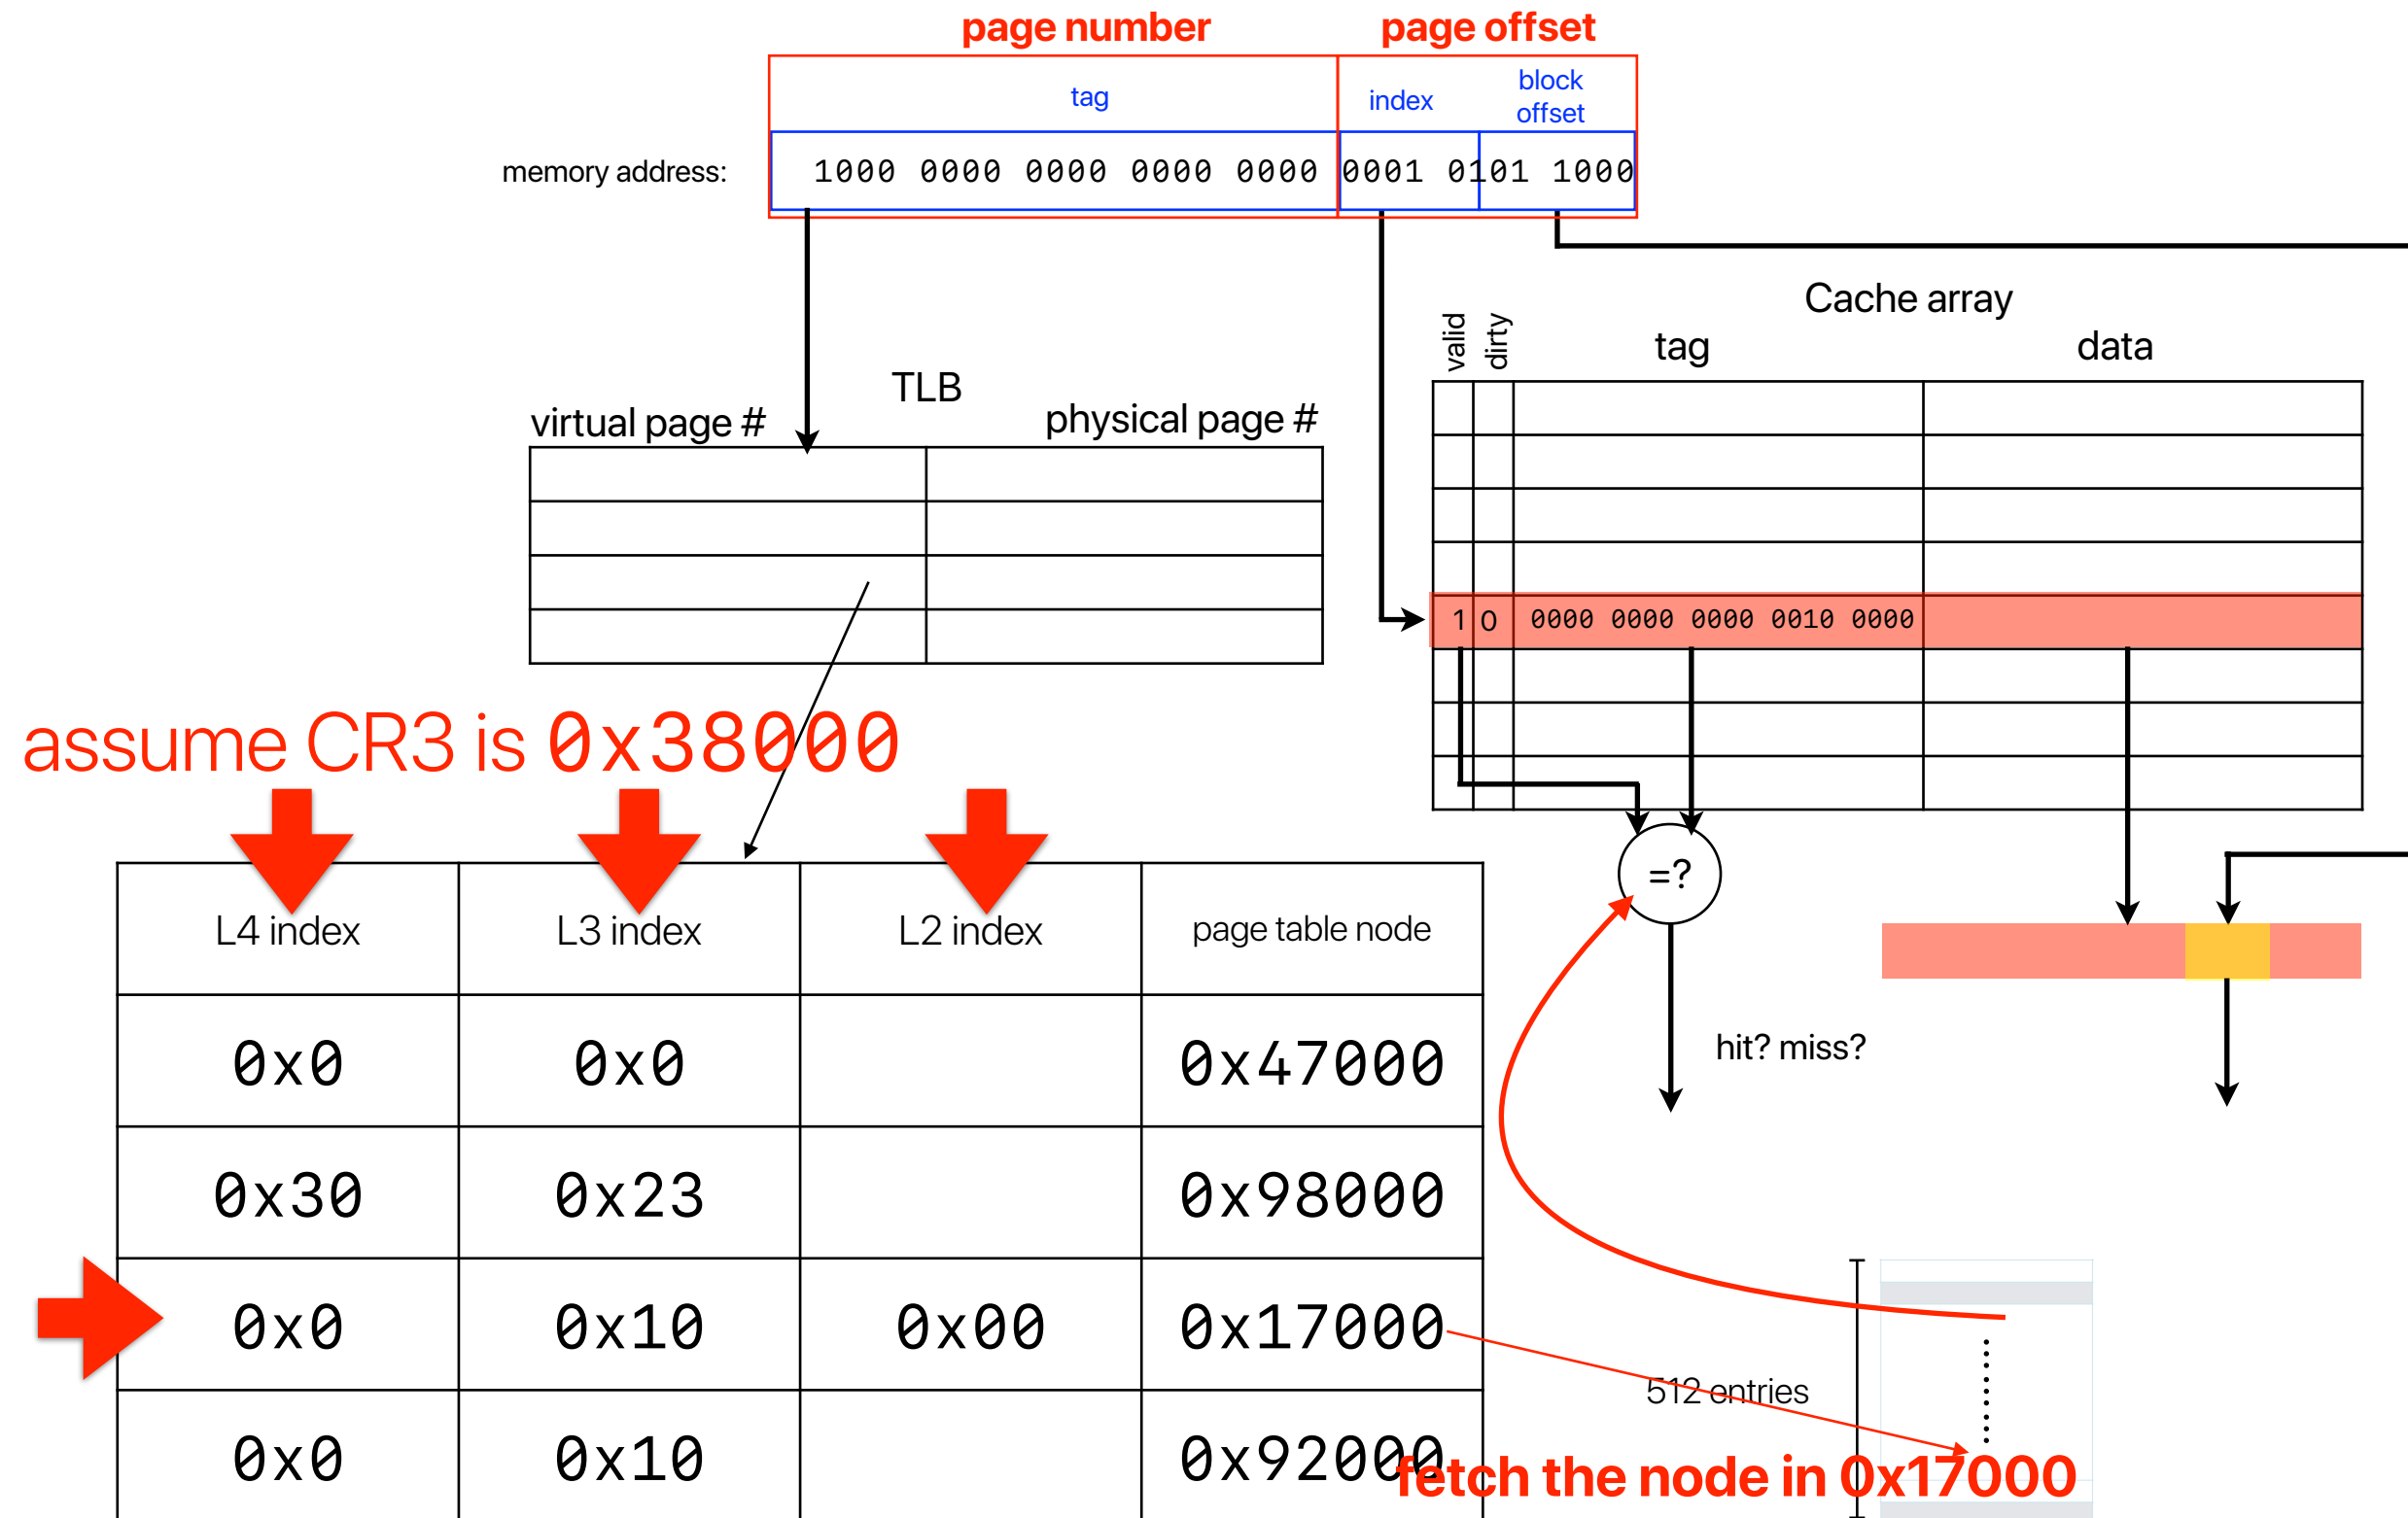 page number page offset
tag index block
offset
memory address: 1000 0000 0000 0000 0000 0001 0101 1000
Cache array
valid dirty tag data
TLB
virtual page # physical page #
1 0 0000 0000 0000 0010 0000
assume CR3 is 0x38000
=?
L4 index L3 index L2 index page table node
hit? miss?
0x0 0x0 0x47000
0x30 0x23 0x98000
0x0 0x10 0x00 0x17000
512 entries
0x0 0x10 0x92000
fetch the node in 0x17000